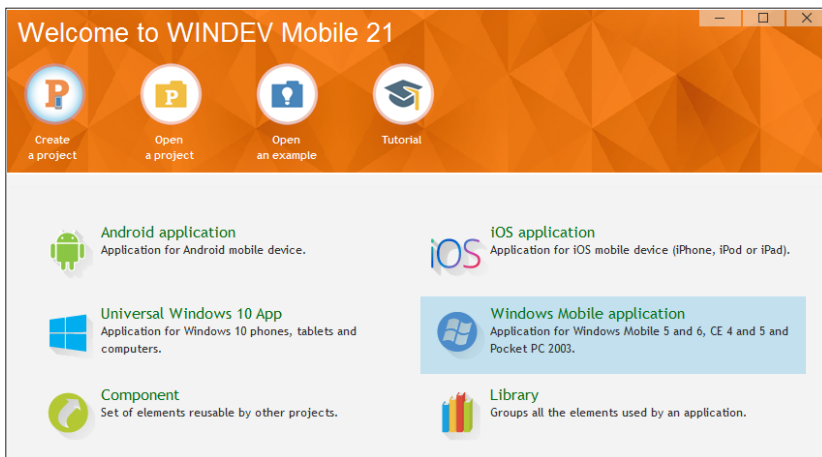 Welcome to WINDEV Mobile 21
P
P
Create
a project
Open
a project
Open
an example
Tutorial
Android application
Application for Android mobile device.
iOS
iOS application
Application for iOS mobile device (iPhone, iPod or iPad).
Universal Windows 10 App
Application for Windows 10 phones, tablets and
computers.
Windows Mobile application
Application for Windows Mobile 5 and 6, CE 4 and 5 and
Pocket PC 2003.
Component
Set of elements reusable by other projects.
Library
Groups all the elements used by an application.